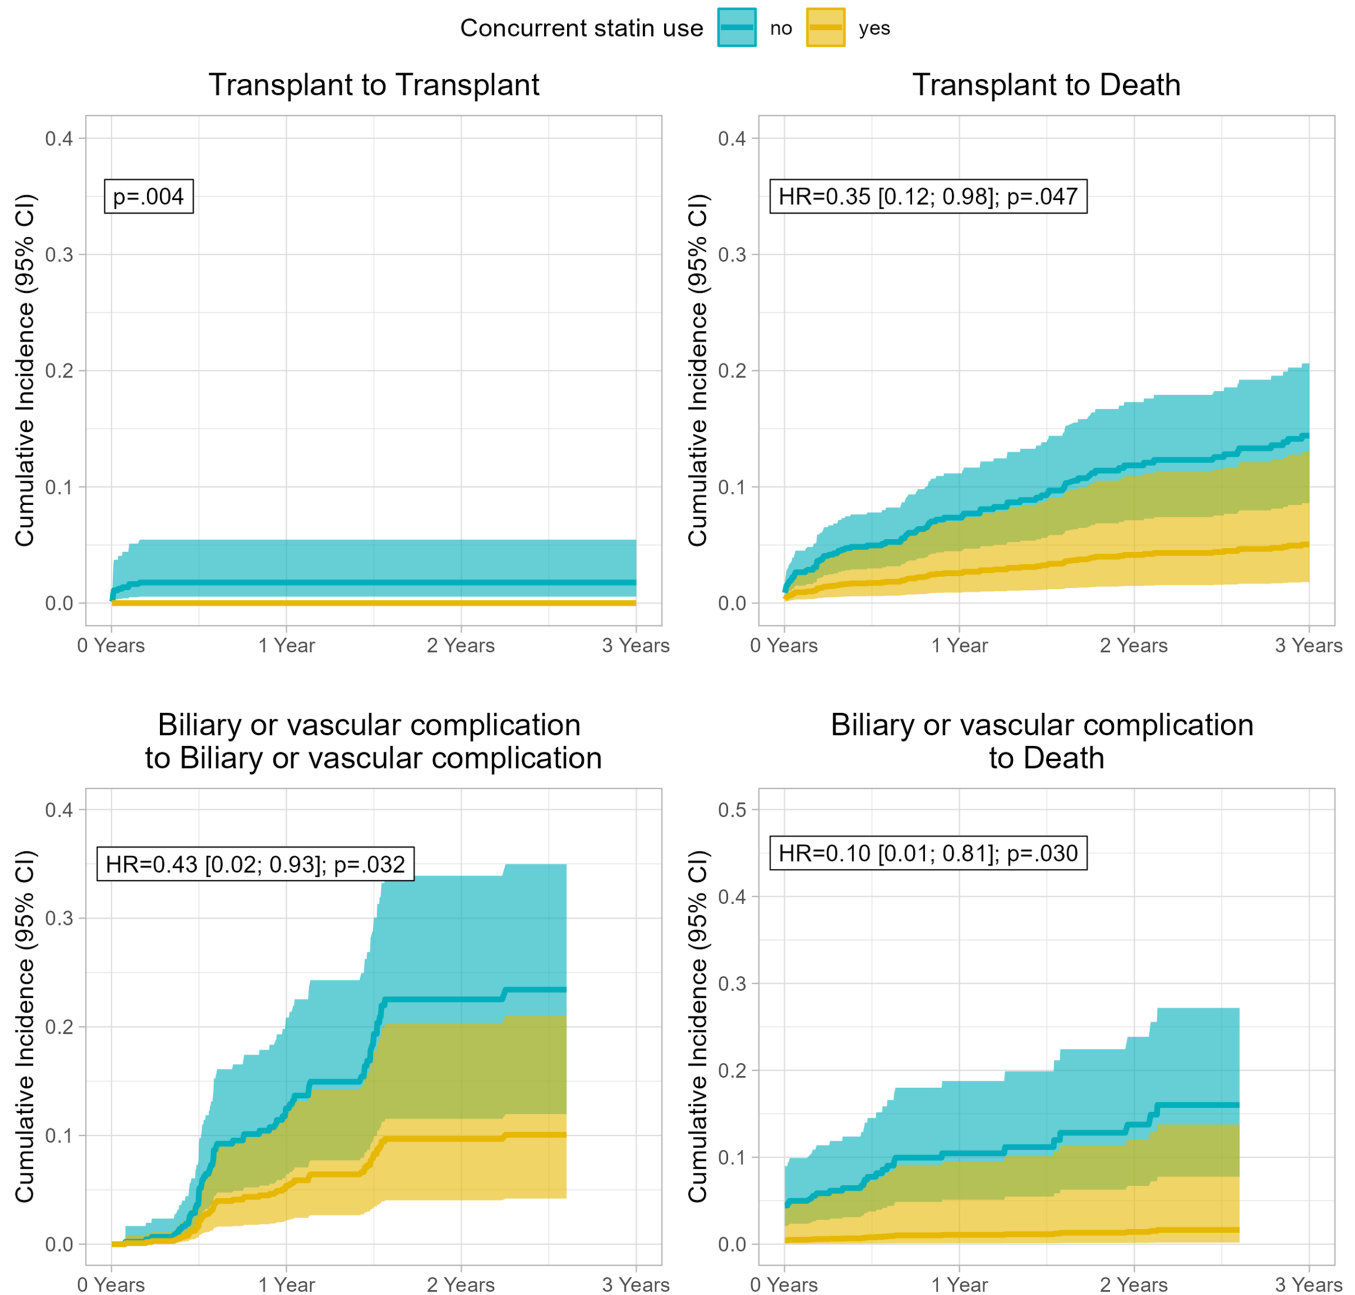 Concurrent statin use no yes
Transplant to Transplant
Cumulative Incidence (95% CI)
0.4
0.3
0.2
0.1
0.0
p=.004
0 Years 1 Year 2 Years 3 Years
Transplant to Death
Cumulative Incidence (95% CI)
0.4
0.3
0.2
0.1
0.0
HR=0.35 [0.12; 0.98]; p=.047
0 Years 1 Year 2 Years 3 Years
Biliary or vascular complication
to Biliary or vascular complication
Cumulative Incidence (95% CI)
0.4
0.3
0.2
0.1
0.0
HR=0.43 [0.02; 0.93]; p=.032
0 Years 1 Year 2 Years 3 Years
Biliary or vascular complication
to Death
Cumulative Incidence (95% CI)
0.5
0.4
0.3
0.2
0.1
0.0
HR=0.10 [0.01; 0.81]; p=.030
0 Years 1 Year 2 Years 3 Years